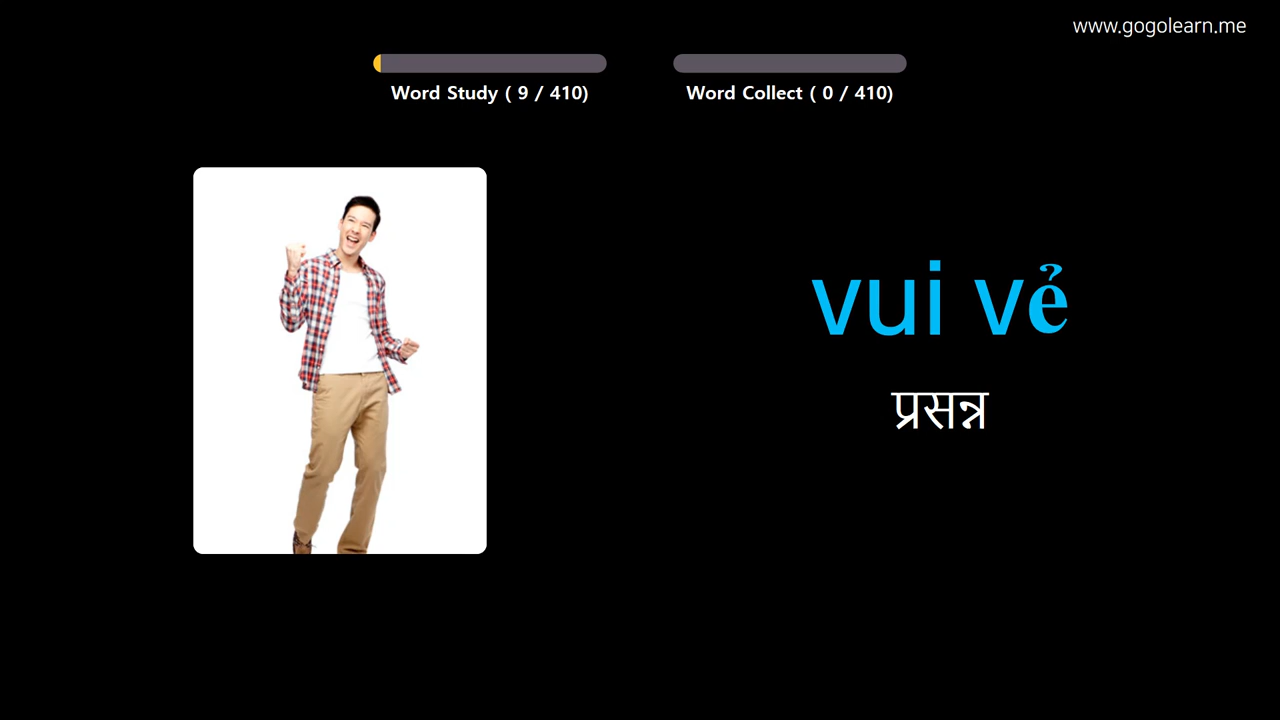 www.gogolearn.me
Word Study ( 9 / 410)
Word Collect ( 0 / 410)
vui vẻ
प्रसन्न